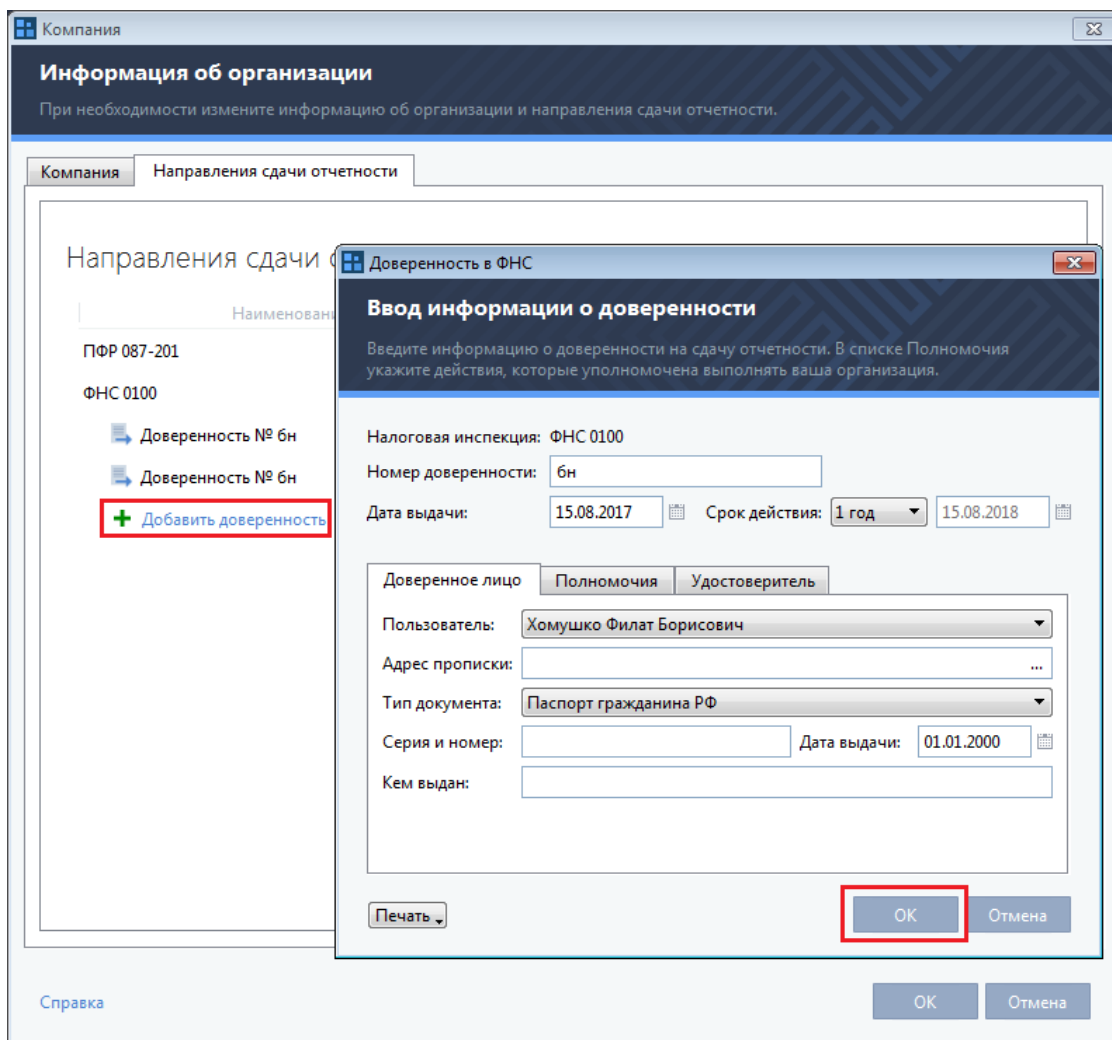 Компания
Информация об организации
При необходимости измените информацию об организации и направления сдачи отчетности.
Компания
Направления сдачи отчетности
Направления сдачи
ПФР 087-201
ФНС 0100
Доверенность № бн
Доверенность № бн
Добавить доверенность
Доверенность в ФНС
Ввод информации о доверенности
Введите информацию о доверенности на сдачу отчетности. В списке Полномочия
укажите действия, которые уполномочена выполнять ваша организация.
Налоговая инспекция: ФНС 0100
Номер доверенности: бн
Дата выдачи: 15.08.2017 Срок действия: 1 год 15.08.2018
Доверенное лицо Полномочия Удостоверитель
Пользователь: Хомушко Филат Борисович
Адрес прописки: ...
Тип документа: Паспорт гражданина РФ
Серия и номер: Дата выдачи: 01.01.2000
Кем выдан:
Печать
ОК Отмена
Справка
ОК Отмена